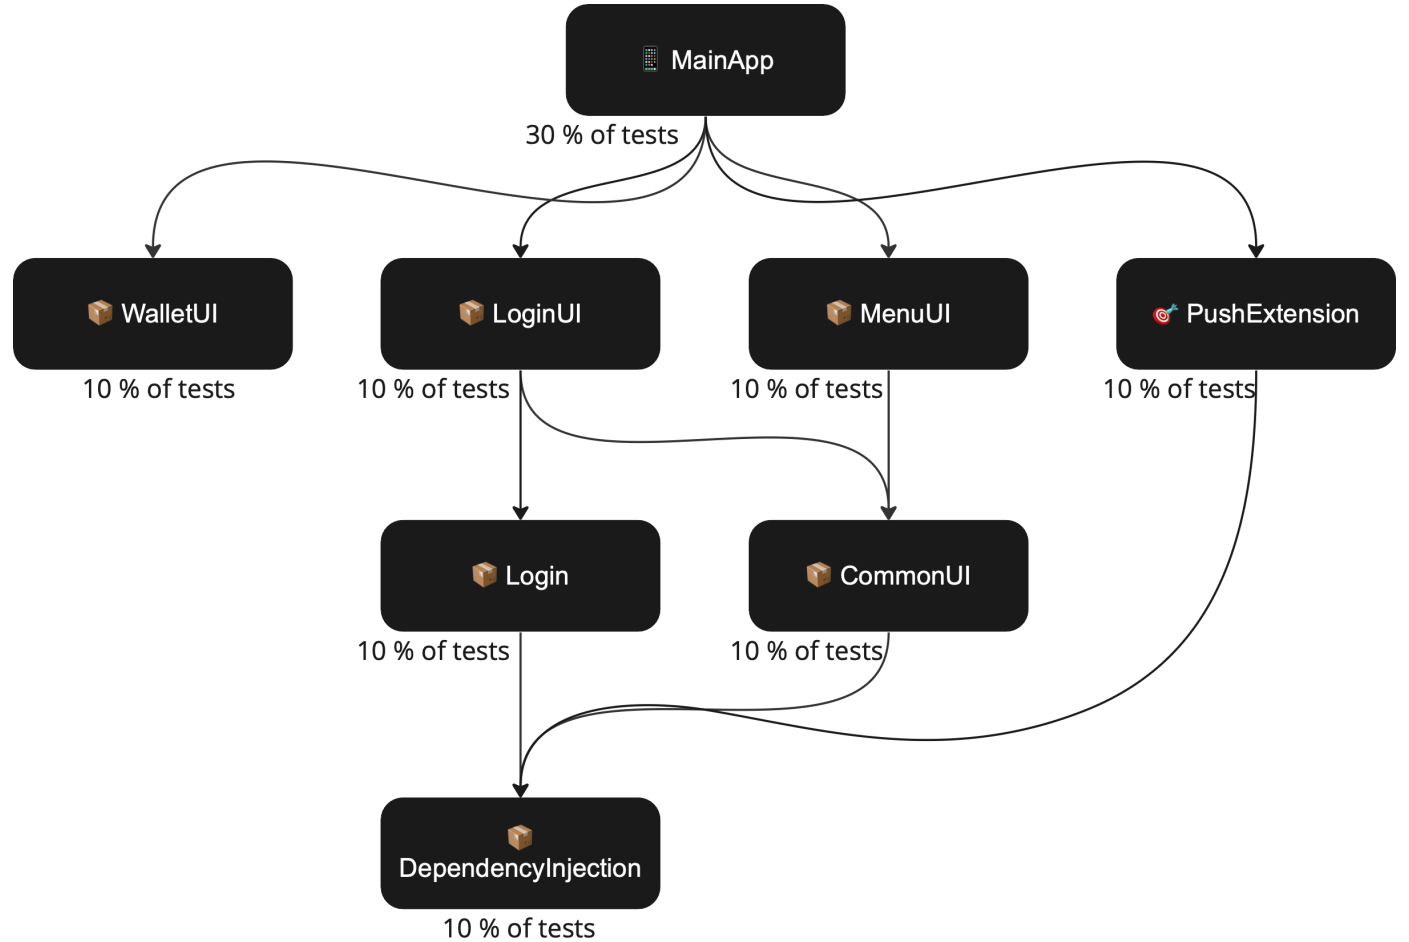 📱 MainApp
30 % of tests
📦 WalletUI
📦 LoginUI
📦 MenuUI
🎯 PushExtension
10 % of tests
10 % of tests
10 % of tests
10 % of tests
📦 Login
📦 CommonUI
10 % of tests
10 % of tests
📦
DependencyInjection
10 % of tests